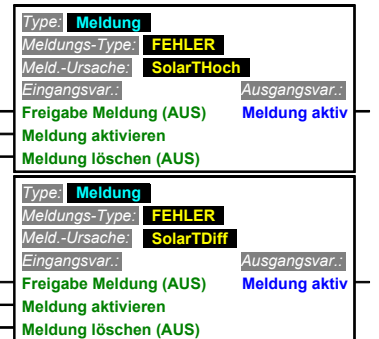 Type: Meldung
Meldungs-Type: FEHLER
Meld.-Ursache: SolarTHoch
Eingangsvar.: Ausgangsvar.:
Freigabe Meldung (AUS) Meldung aktiv
Meldung aktivieren
Meldung löschen (AUS)
Type: Meldung
Meldungs-Type: FEHLER
Meld.-Ursache: SolarTDiff
Eingangsvar.: Ausgangsvar.:
Freigabe Meldung (AUS) Meldung aktiv
Meldung aktivieren
Meldung löschen (AUS)